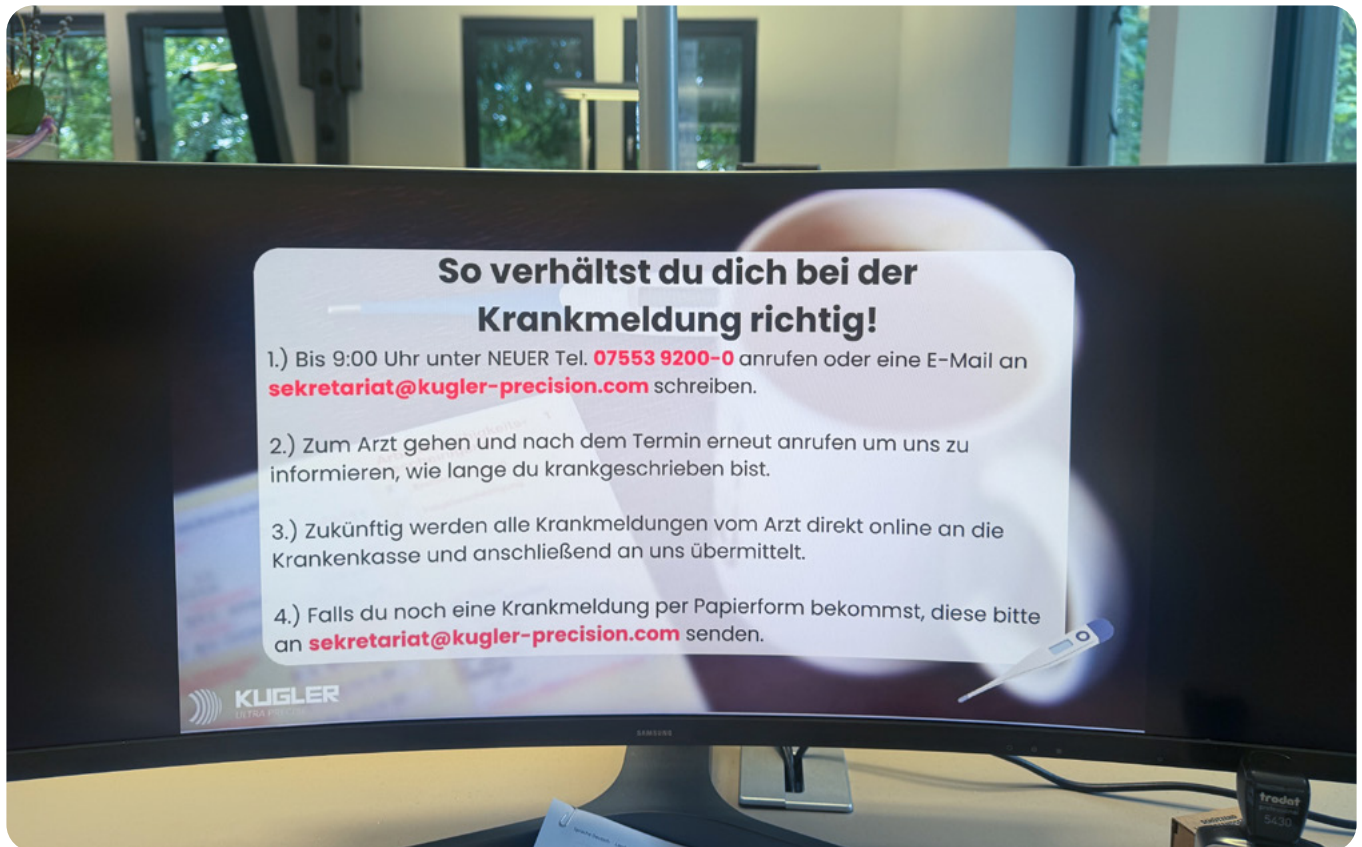 So verhältst du dich bei der
Krankmeldung richtig!
1.) Bis 9:00 Uhr unter NEUER Tel. 07553 9200-0 anrufen oder eine E-Mail an
sekretariat@kugler-precision.com schreiben.
2.) Zum Arzt gehen und nach dem Termin erneut anrufen um uns zu
informieren, wie lange du krankgeschrieben bist.
3.) Zukünftig werden alle Krankmeldungen vom Arzt direkt online an die
Krankenkasse und anschließend an uns übermittelt.
4.) Falls du noch eine Krankmeldung per Papierform bekommst, diese bitte
an sekretariat@kugler-precision.com senden.
KUGLER
SAMSUNG
trodat
5430